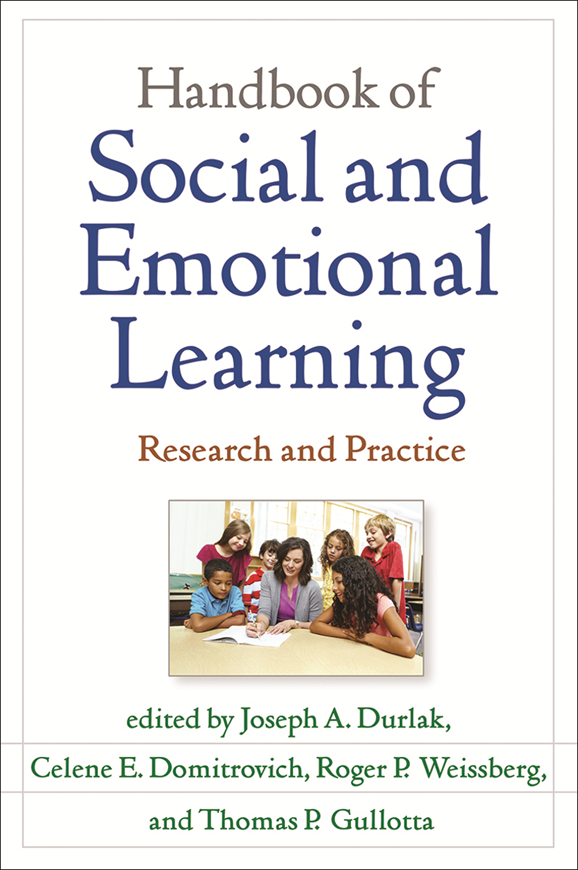 Handbook of
Social and
Emotional
Learning
Research and Practice
edited by Joseph A. Durlak,
Celene E. Domitrovich, Roger P. Weissberg,
and Thomas P. Gullotta